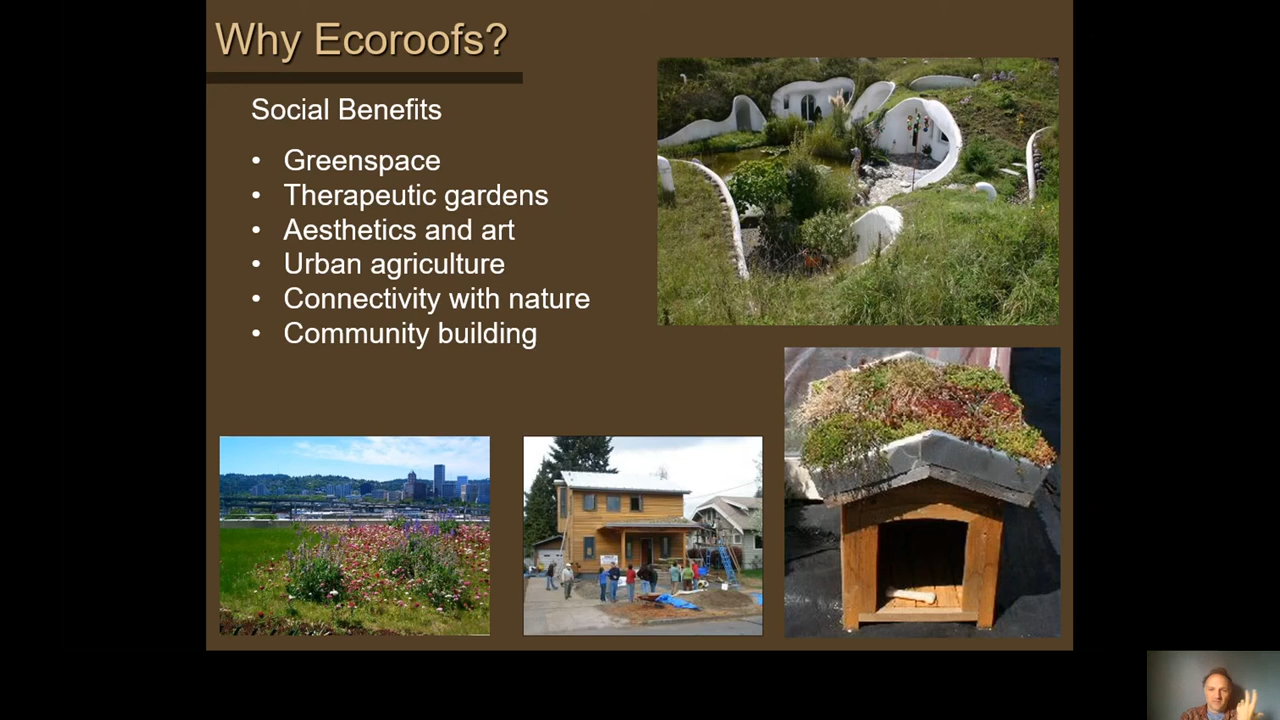 Why Ecoroofs?
Social Benefits
• Greenspace
• Therapeutic gardens
• Aesthetics and art
• Urban agriculture
• Connectivity with nature
• Community building